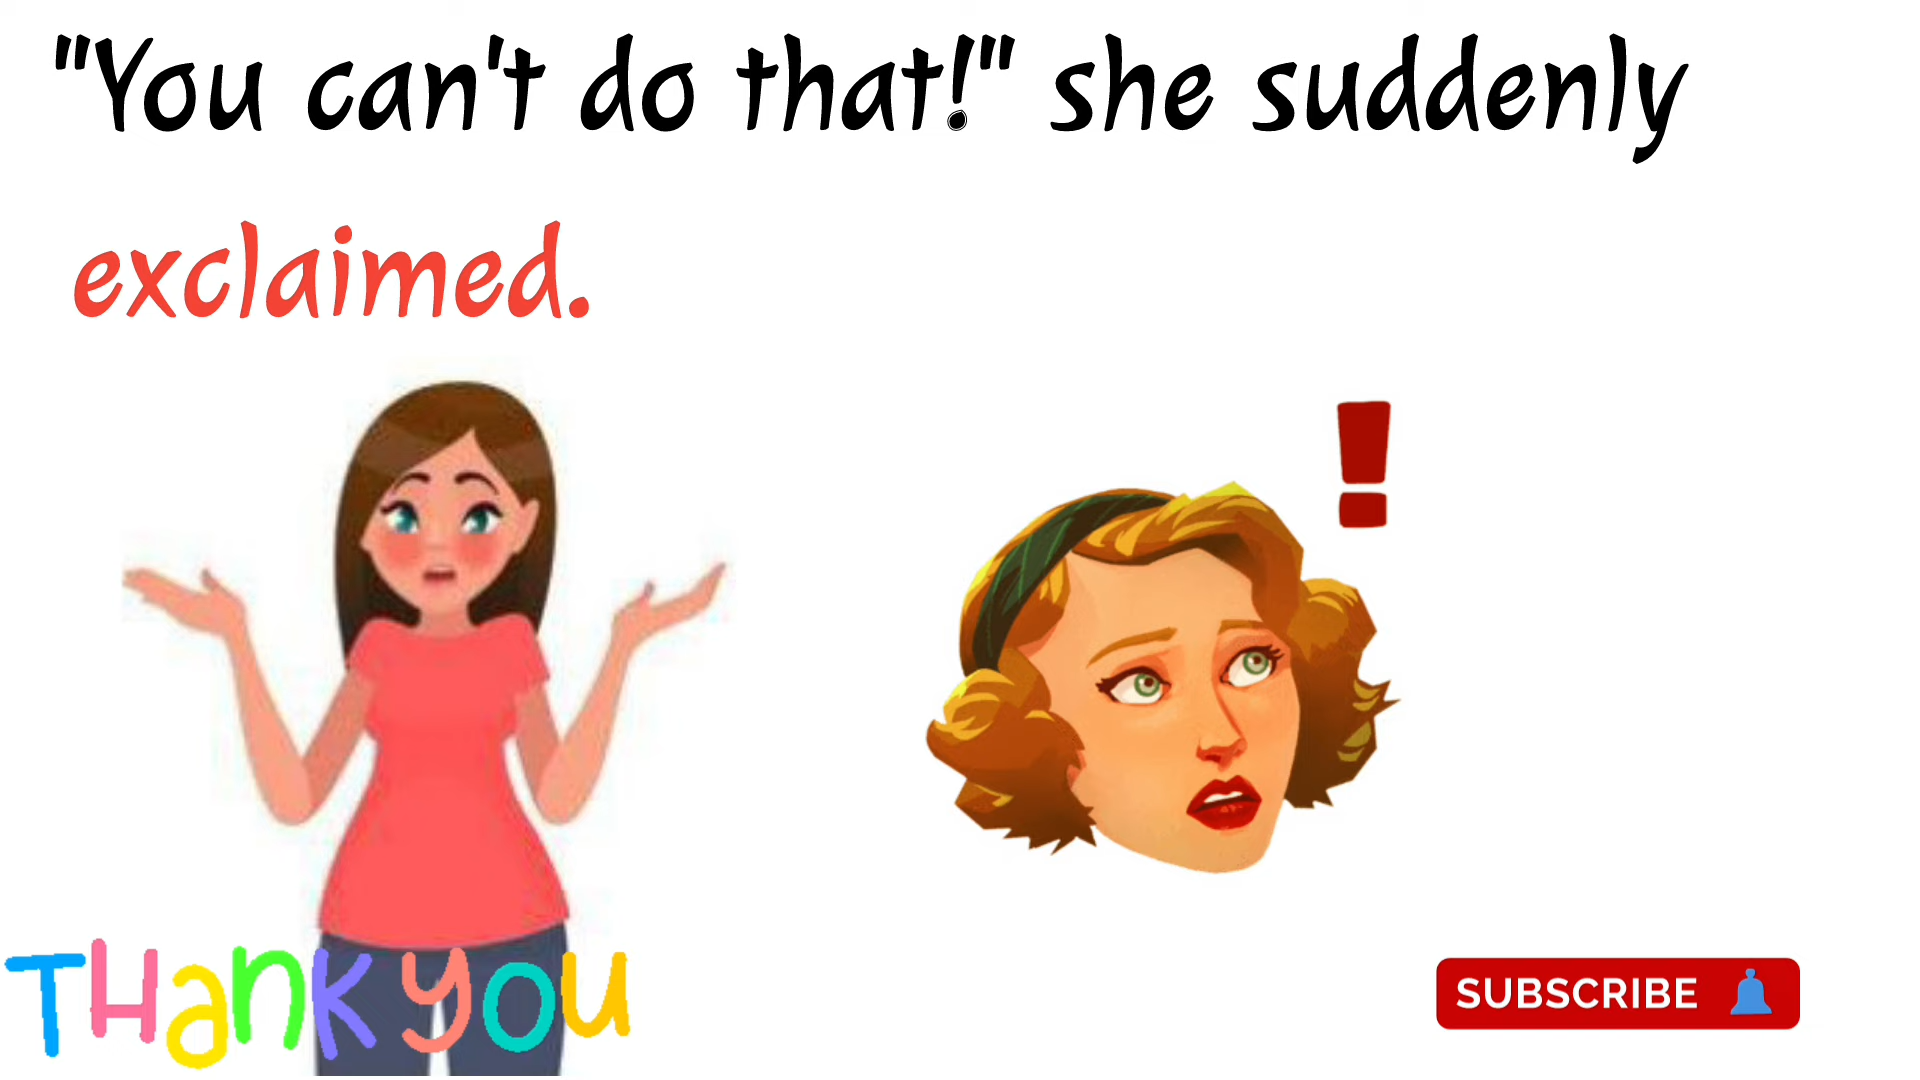 "You can't do that!" she suddenly
exclaimed.
!
THanK you
SUBSCRIBE